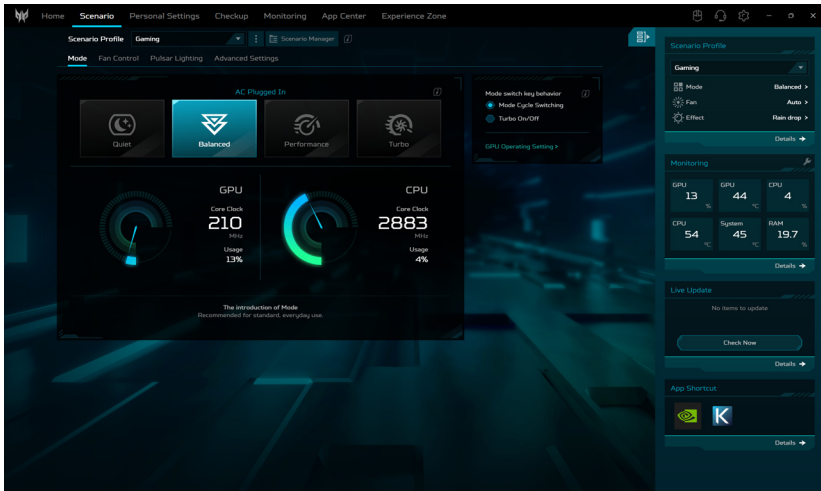 Home Scenario Personal Settings Checkup Monitoring App Center Experience Zone
Scenario Profile Gaming Scenario Manager i
Mode Fan Control Pulsar Lighting Advanced Settings
AC Plugged In i
Quiet Balanced Performance Turbo
GPU
Core Clock
210
MHz
Usage
13%
CPU
Core Clock
2883
MHz
Usage
4%
The introduction of Mode
Recommended for standard, everyday use.
Mode switch key behavior i
Mode Cycle Switching
Turbo On/Off
GPU Operating Setting >
Scenario Profile
Gaming
Mode Balanced >
Fan Auto >
Effect Rain drop >
Details →
Monitoring
GPU GPU CPU
13 44 4
% °C %
CPU System RAM
54 45 19.7
°C °C %
Details →
Live Update
No items to update
Check Now
Details →
App Shortcut
K
Details →